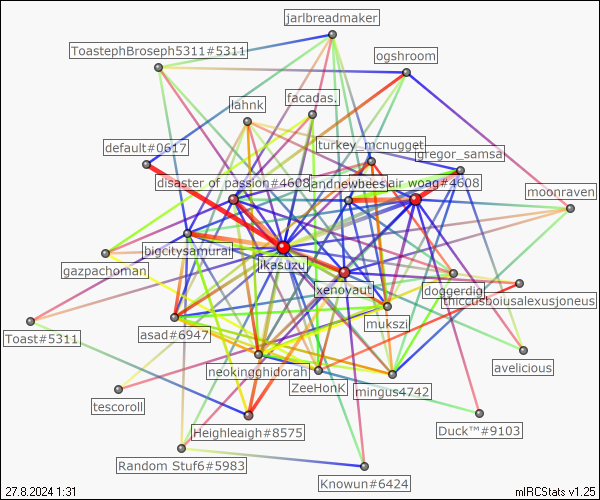 jarlbreadmaker
ToastephBroseph5311#5311
ogshroom
facadas.
lahnk
default#0617
turkey_mcnugget
gregor_samsa
disaster of passion#4608
andnewbees
lair woag#4608
moonraven
bigcitysamurai
ikasuzu
gazpachoman
xenovaut
doggerdig
thiccusboiusalexusjoneus
mukszi
Toast#5311
asad#6947
avelicious
neokingghidorah
ZeeHonK
mingus4742
tescoroll
Heighleaigh#8575
Duck™#9103
Random Stuf6#5983
Knowun#6424
27.8.2024 1:31
mIRCStats v1.25